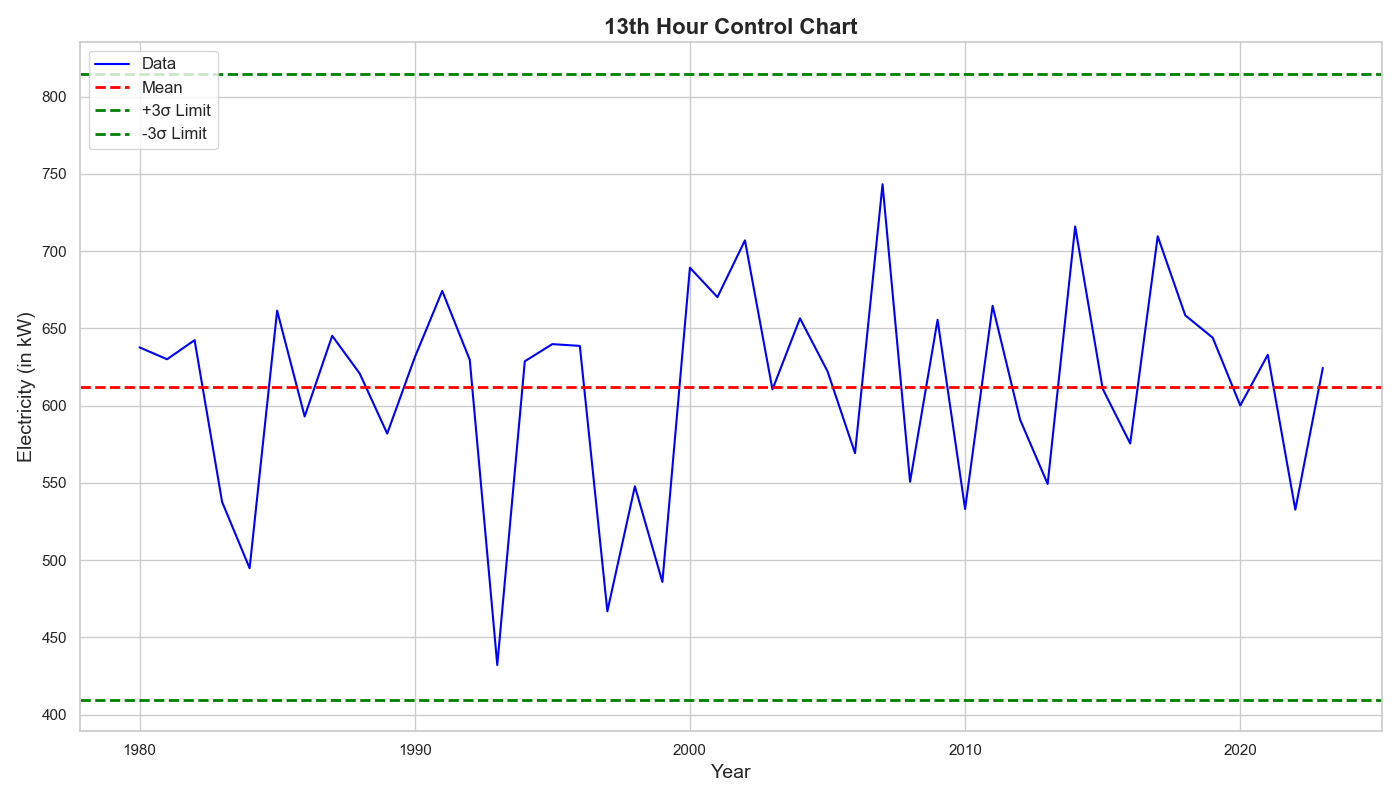 13th Hour Control Chart
Data
Mean
+3σ Limit
-3σ Limit
800
750
700
650
600
550
500
450
400
Electricity (in kW)
1980
1990
2000
2010
2020
Year